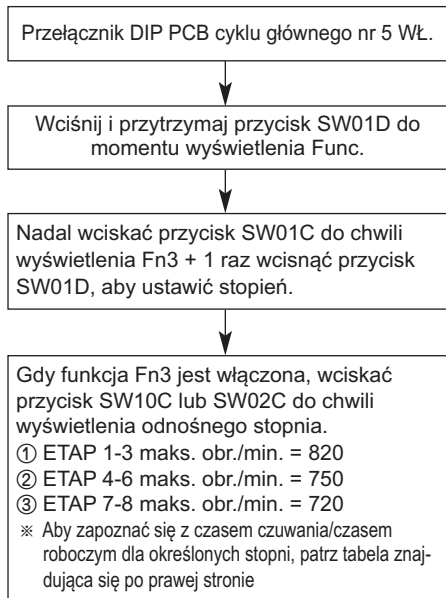 Przełącznik DIP PCB cyklu głównego nr 5 WŁ.
Wciśnij i przytrzymaj przycisk SW01D do
momentu wyświetlenia Func.
Nadal wciskać przycisk SW01C do chwili
wyświetlenia Fn3 + 1 raz wcisnąć przycisk
SW01D, aby ustawić stopień.
Gdy funkcja Fn3 jest włączona, wciskać
przycisk SW10C lub SW02C do chwili
wyświetlenia odnośnego stopnia.
① ETAP 1-3 maks. obr./min. = 820
② ETAP 4-6 maks. obr./min. = 750
③ ETAP 7-8 maks. obr./min. = 720
※ Aby zapoznać się z czasem czuwania/czasem
roboczym dla określonych stopni, patrz tabela znaj-
dująca się po prawej stronie